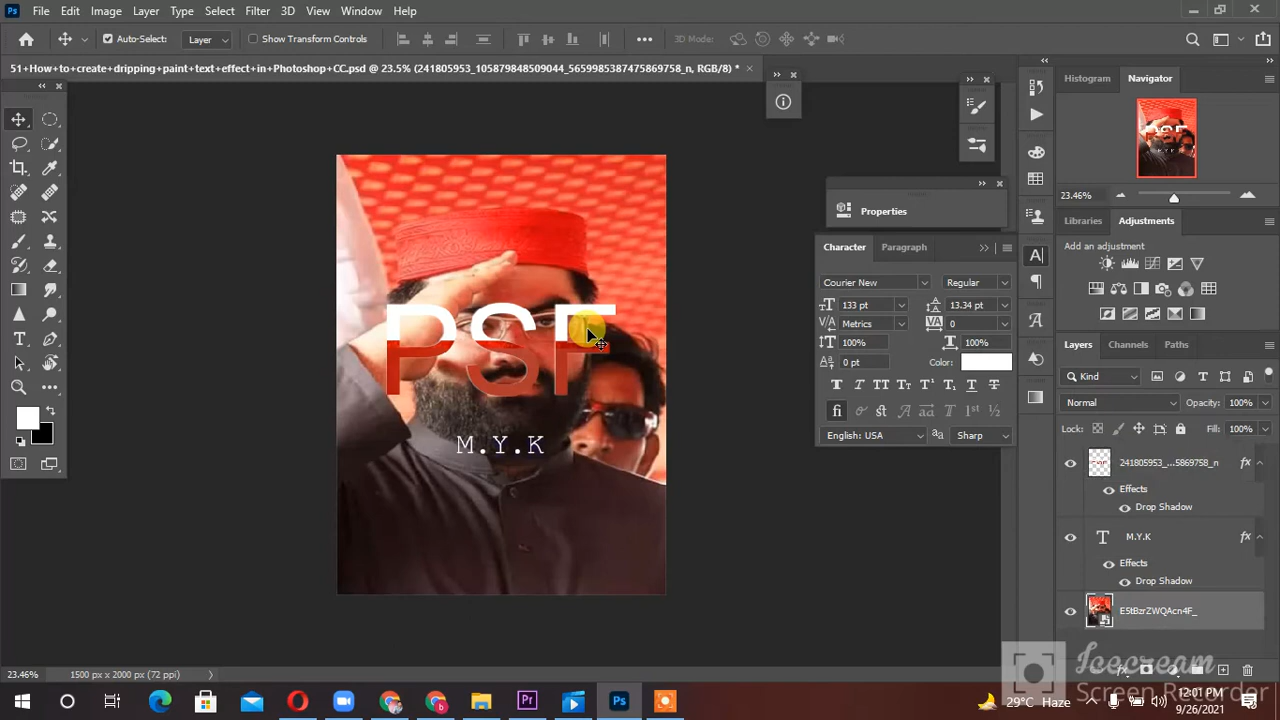 Ps File Edit Image Layer Type Select Filter 3D View Window Help
Auto-Select: Layer Show Transform Controls 3D Mode:
51+How+to+create+dripping+paint+text+effect+in+Photoshop+CC.psd @ 23.5% (241805953_105879848509044_5659985387475869758_n, RGB/8) *
Histogram Navigator
23.46%
Properties
Libraries Adjustments
Add an adjustment
Character Paragraph
Courier New Regular
133 pt 13.34 pt
Metrics 0
100% 100%
0 pt Color:
English: USA Sharp
Layers Channels Paths
Kind
Normal Opacity: 100%
Lock: Fill: 100%
241805953_...5869758_n fx
Effects
Drop Shadow
M.Y.K fx
Effects
Drop Shadow
E5tBzrZWQAcn4F_
PSF
M.Y.K
23.46% 1500 px x 2000 px (72 ppi)
Icecream
Screen Recorder
Pr Ps
29°C Haze
12:01 PM
9/26/2021